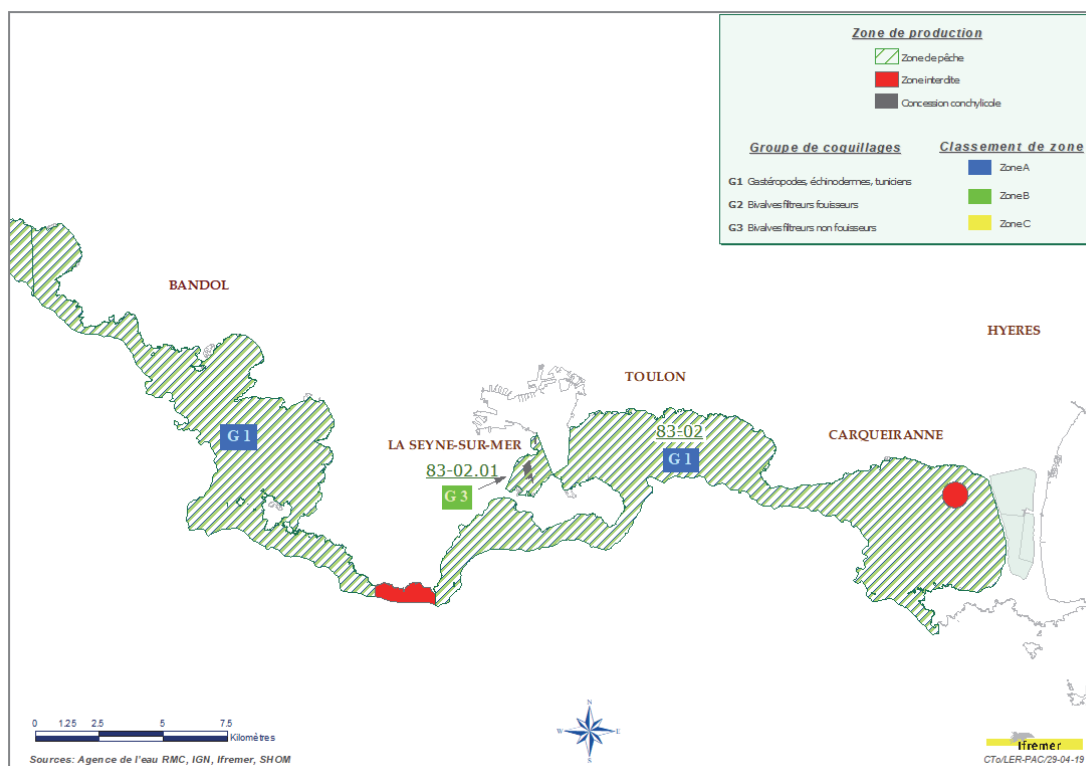 Zone de production
Zone de pêche
Zone interdite
Concession conchylicole
Groupe de coquillages
G1 Gastéropodes, échinodermes, tuniciens
G2 Bivalves filtreurs fouisseurs
G3 Bivalves filtreurs non fouisseurs
Classement de zone
Zone A
Zone B
Zone C
BANDOL
HYERES
TOULON
LA SEYNE-SUR-MER
83-02
CARQUEIRANNE
G 1
G 1
83-02.01
G 3
0 1.25 2.5 5 7.5
Kilomètres
N
E
S
Sources: Agence de l'eau RMC, IGN, Ifremer, SHOM
Ifremer
CTo/LER-PAC/29-04-19